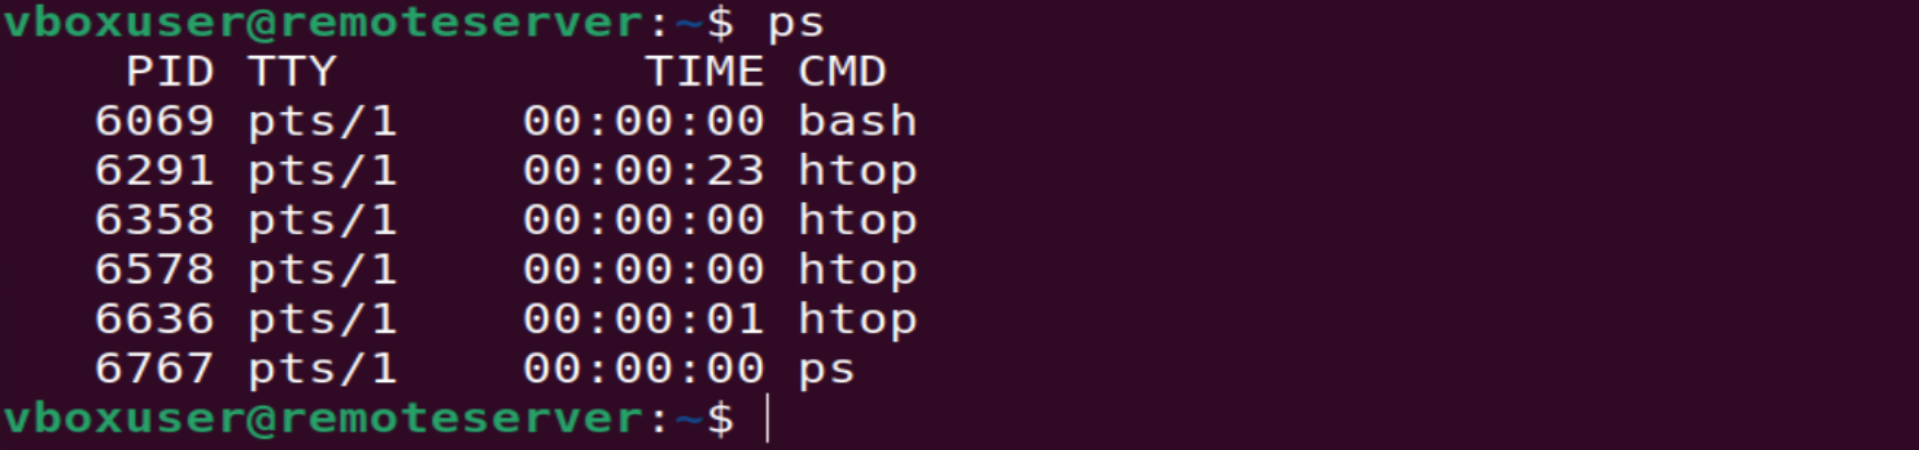 vboxuser@remoteserver:~$ ps
    PID TTY          TIME CMD
   6069 pts/1    00:00:00 bash
   6291 pts/1    00:00:23 htop
   6358 pts/1    00:00:00 htop
   6578 pts/1    00:00:00 htop
   6636 pts/1    00:00:01 htop
   6767 pts/1    00:00:00 ps
vboxuser@remoteserver:~$